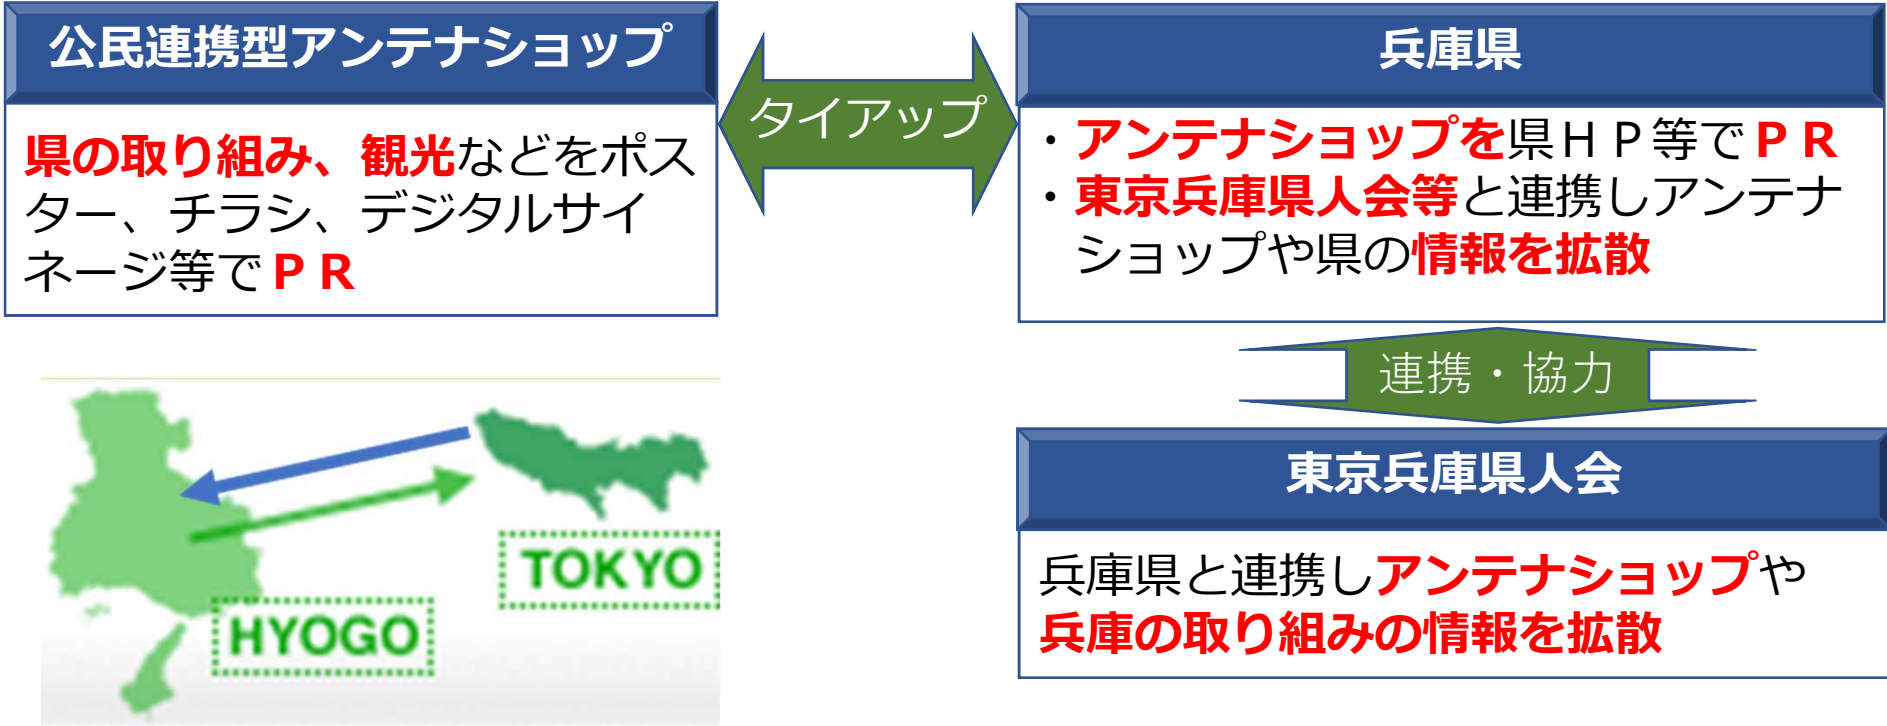 公民連携型アンテナショップ
県の取り組み、観光などをポス
ター、チラシ、デジタルサイ
ネージ等でＰＲ
タイアップ
兵庫県
・アンテナショップを県ＨＰ等でＰＲ
・東京兵庫県人会等と連携しアンテナ
ショップや県の情報を拡散
連携・協力
東京兵庫県人会
兵庫県と連携しアンテナショップや
兵庫の取り組みの情報を拡散
TOKYO
HYOGO